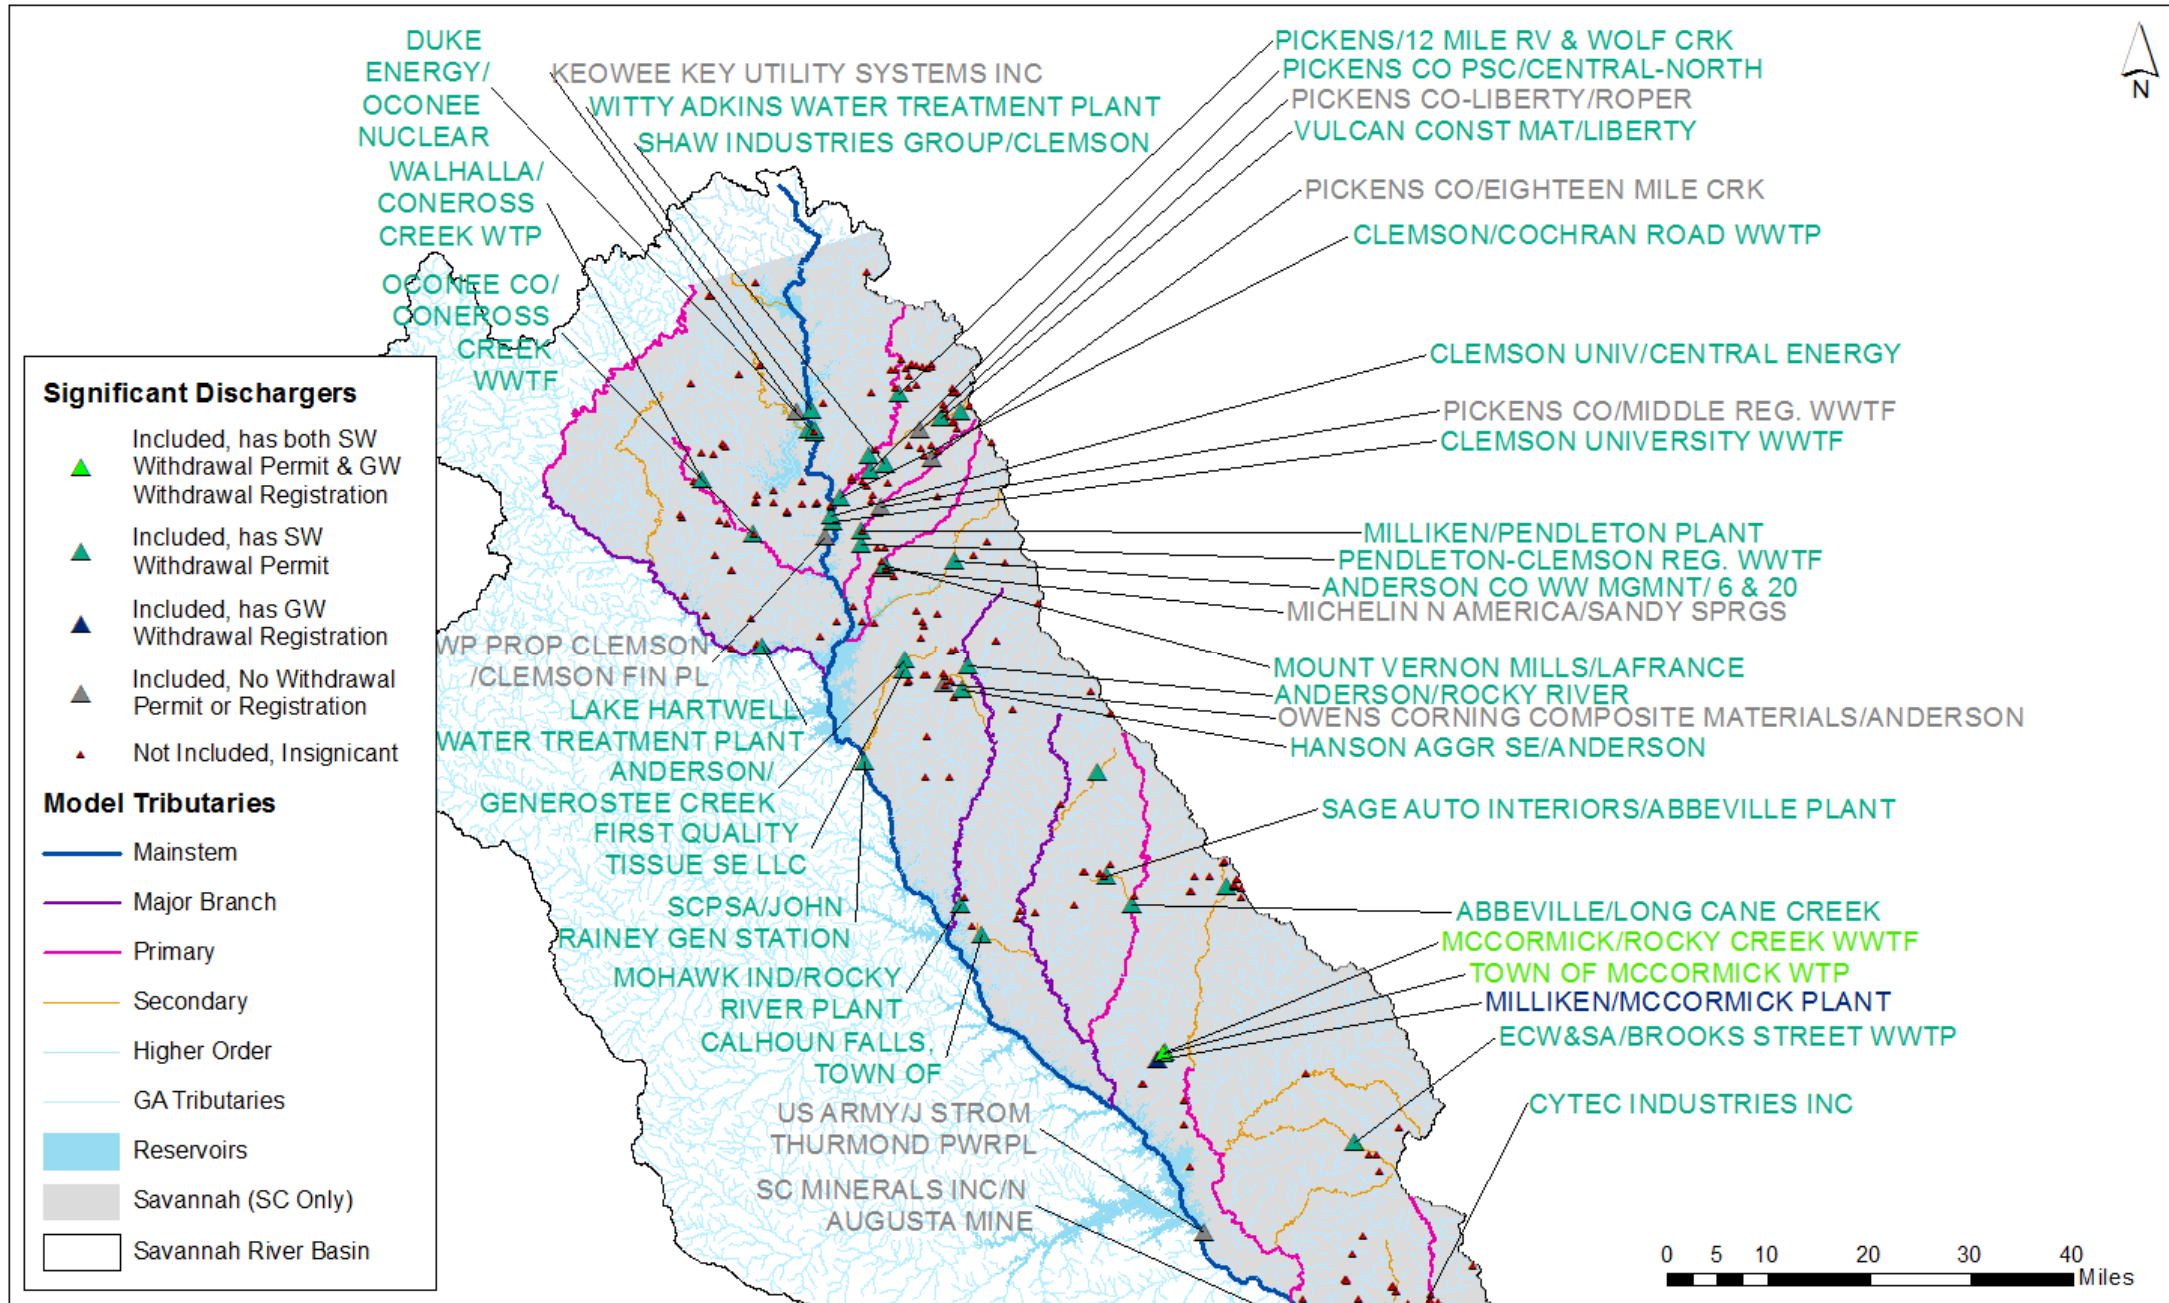 DUKE
ENERGY/
OCONEE
NUCLEAR
WALHALLA/
CONEROSS
CREEK WTP
OCONEE CO/
CONEROSS
CREEK
WWTF
KEOWEE KEY UTILITY SYSTEMS INC
WITTY ADKINS WATER TREATMENT PLANT
SHAW INDUSTRIES GROUP/CLEMSON
PICKENS/12 MILE RV & WOLF CRK
PICKENS CO PSC/CENTRAL-NORTH
PICKENS CO-LIBERTY/ROPER
VULCAN CONST MAT/LIBERTY
PICKENS CO/EIGHTEEN MILE CRK
CLEMSON/COCHRAN ROAD WWTP
CLEMSON UNIV/CENTRAL ENERGY
PICKENS CO/MIDDLE REG. WWTF
CLEMSON UNIVERSITY WWTF
MILLIKEN/PENDLETON PLANT
PENDLETON-CLEMSON REG. WWTF
ANDERSON CO WW MGMNT/ 6 & 20
MICHELIN N AMERICA/SANDY SPRGS
MOUNT VERNON MILLS/LAFRANCE
ANDERSON/ROCKY RIVER
OWENS CORNING COMPOSITE MATERIALS/ANDERSON
HANSON AGGR SE/ANDERSON
SAGE AUTO INTERIORS/ABBEVILLE PLANT
ABBEVILLE/LONG CANE CREEK
MCCORMICK/ROCKY CREEK WWTF
TOWN OF MCCORMICK WTP
MILLIKEN/MCCORMICK PLANT
ECW&SA/BROOKS STREET WWTP
CYTEC INDUSTRIES INC
WP PROP CLEMSON
/CLEMSON FIN PL
LAKE HARTWELL
WATER TREATMENT PLANT
ANDERSON/
GENEROSTEE CREEK
FIRST QUALITY
TISSUE SE LLC
SCPSA/JOHN
RAINEY GEN STATION
MOHAWK IND/ROCKY
RIVER PLANT
CALHOUN FALLS,
TOWN OF
US ARMY/J STROM
THURMOND PWRPL
SC MINERALS INC/N
AUGUSTA MINE
Significant Dischargers
Included, has both SW
Withdrawal Permit & GW
Withdrawal Registration
Included, has SW
Withdrawal Permit
Included, has GW
Withdrawal Registration
Included, No Withdrawal
Permit or Registration
Not Included, Insignicant
Model Tributaries
Mainstem
Major Branch
Primary
Secondary
Higher Order
GA Tributaries
Reservoirs
Savannah (SC Only)
Savannah River Basin
N
0 5 10 20 30 40
Miles